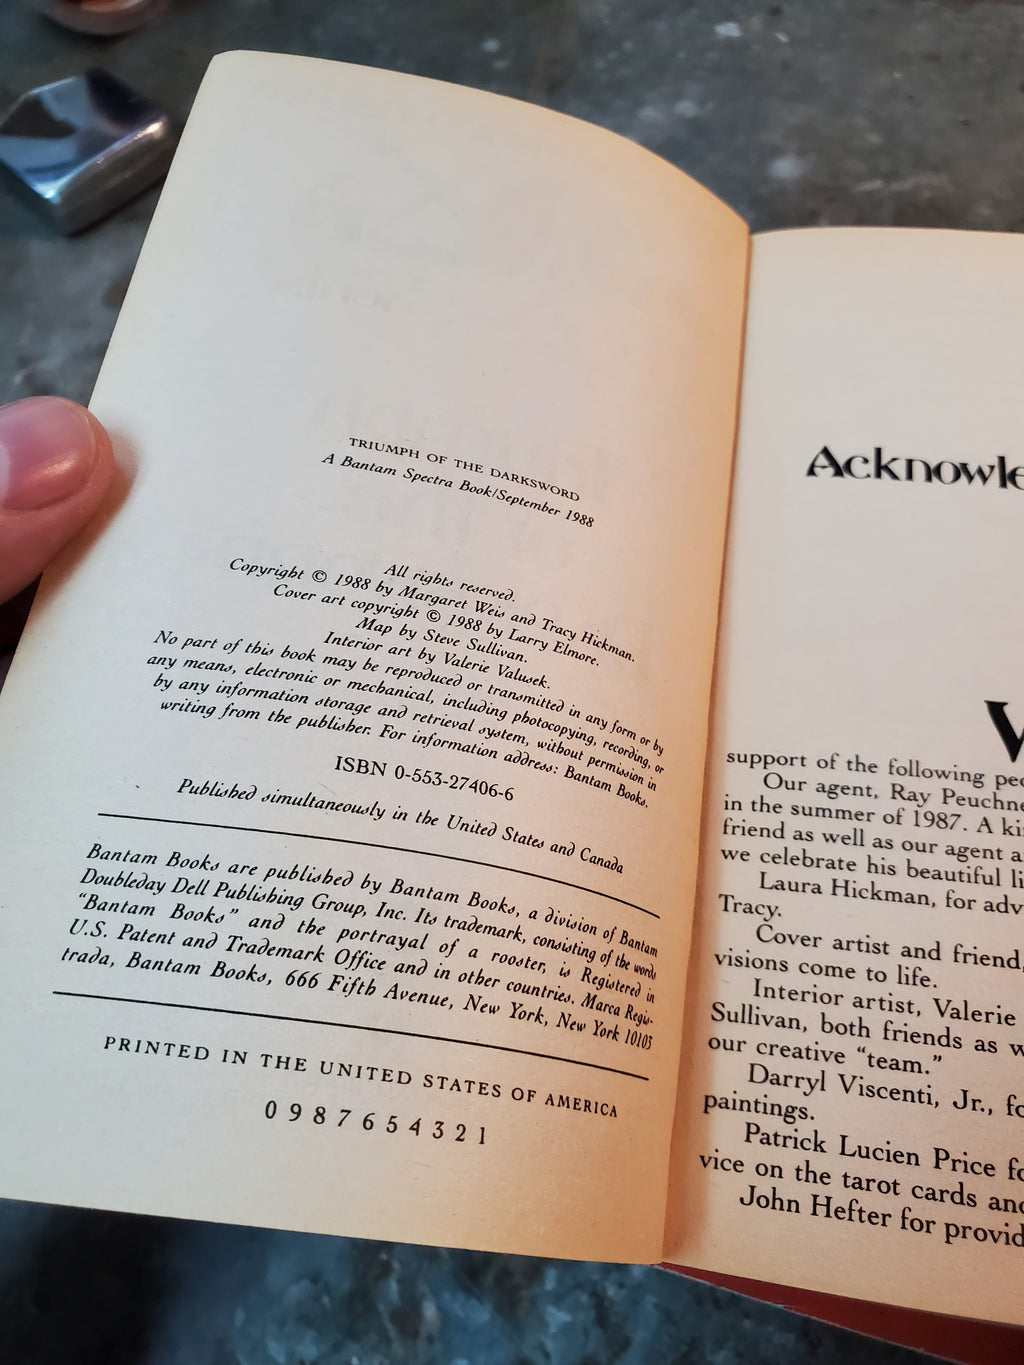 TRIUMPH OF THE DARKSWORD
A Bantam Spectra Book/September 1988
All rights reserved.
Copyright © 1988 by Margaret Weis and Tracy Hickman.
Cover art copyright © 1988 by Larry Elmore.
Map by Steve Sullivan.
Interior art by Valerie Valusek.
No part of this book may be reproduced or transmitted in any form or by
any means, electronic or mechanical, including photocopying, recording, or
by any information storage and retrieval system, without permission in
writing from the publisher. For information address: Bantam Books.
ISBN 0-553-27406-6
Published simultaneously in the United States and Canada
Bantam Books are published by Bantam Books, a division of Bantam
Doubleday Dell Publishing Group, Inc. Its trademark, consisting of the words
“Bantam Books” and the portrayal of a rooster, is Registered in
U.S. Patent and Trademark Office and in other countries. Marca Regis-
trada, Bantam Books, 666 Fifth Avenue, New York, New York 10103
PRINTED IN THE UNITED STATES OF AMERICA
0 9 8 7 6 5 4 3 2 1
Acknowle
support of the following peo
Our agent, Ray Peuchne
in the summer of 1987. A ki
friend as well as our agent a
we celebrate his beautiful li
Laura Hickman, for adv
Tracy.
Cover artist and friend,
visions come to life.
Interior artist, Valerie
Sullivan, both friends as w
our creative “team.”
Darryl Viscenti, Jr., fo
paintings.
Patrick Lucien Price fo
vice on the tarot cards and
John Hefter for provid